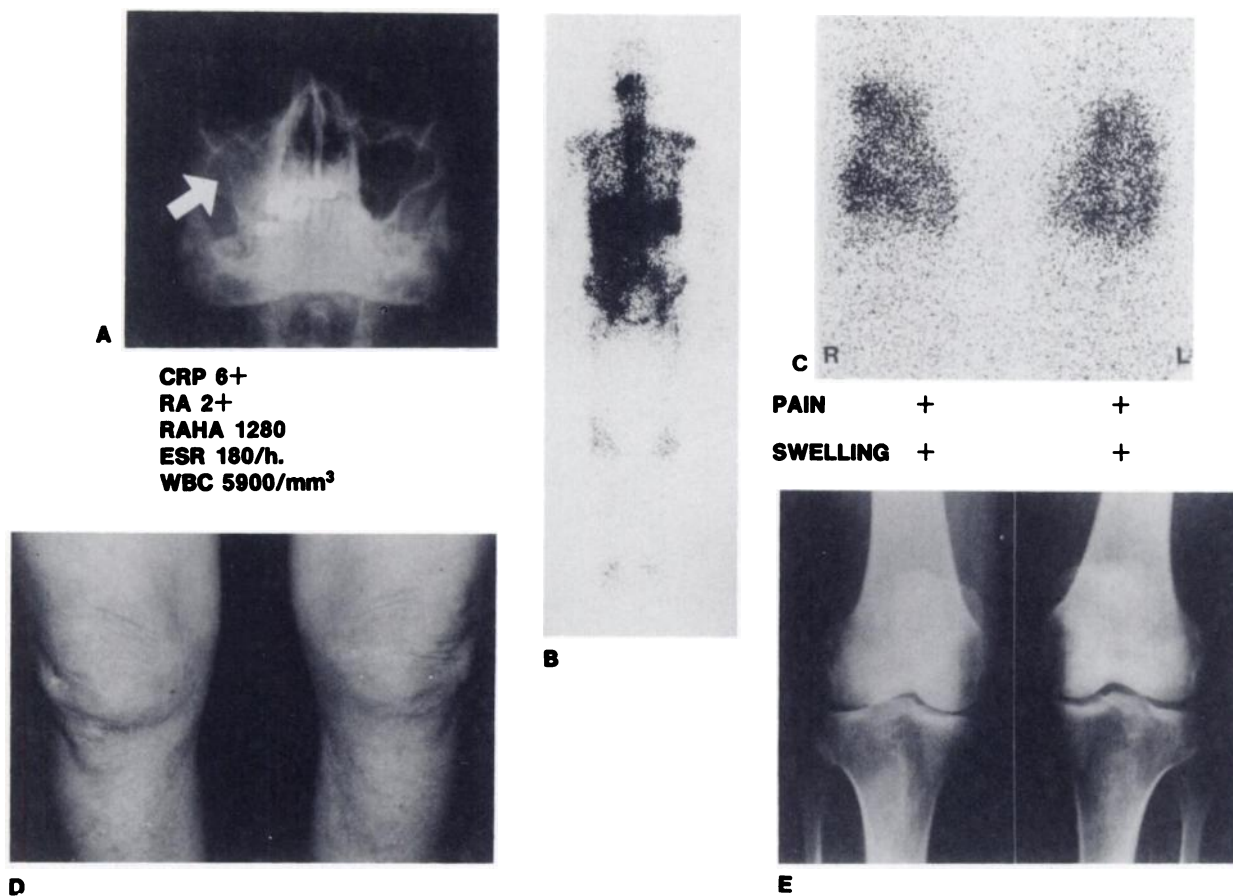 A
CRP 6+
RA 2+
RAHA 1280
ESR 180/h.
WBC 5900/mm³
B
R
L
C
PAIN + +
SWELLING + +
D
E